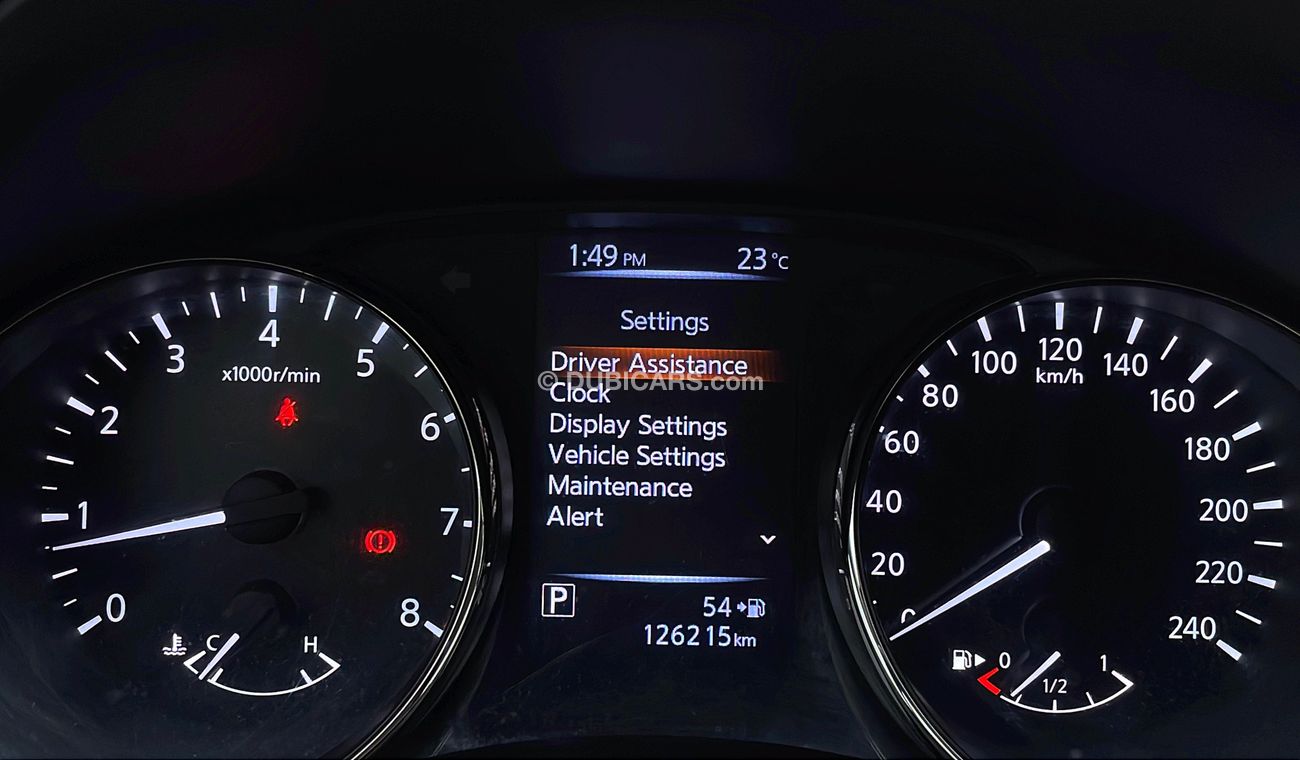 1:49 PM 23 °C
Settings
Driver Assistance
© DUBICARS.com
Clock
Display Settings
Vehicle Settings
Maintenance
Alert
P 54
126215 km
0 1 2 3 4 5 6 7 8
x1000r/min
C H
0 20 40 60 80 100 120 140 160 180 200 220 240
km/h
0 1/2 1